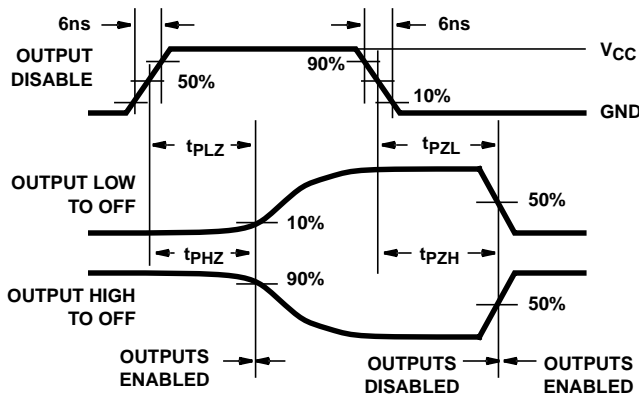 6ns
6ns
OUTPUT
DISABLE
50%
90%
10%
VCC
GND
tPLZ
tPZL
OUTPUT LOW
TO OFF
10%
50%
tPHZ
tPZH
OUTPUT HIGH
TO OFF
90%
50%
OUTPUTS
ENABLED
OUTPUTS
DISABLED
OUTPUTS
ENABLED